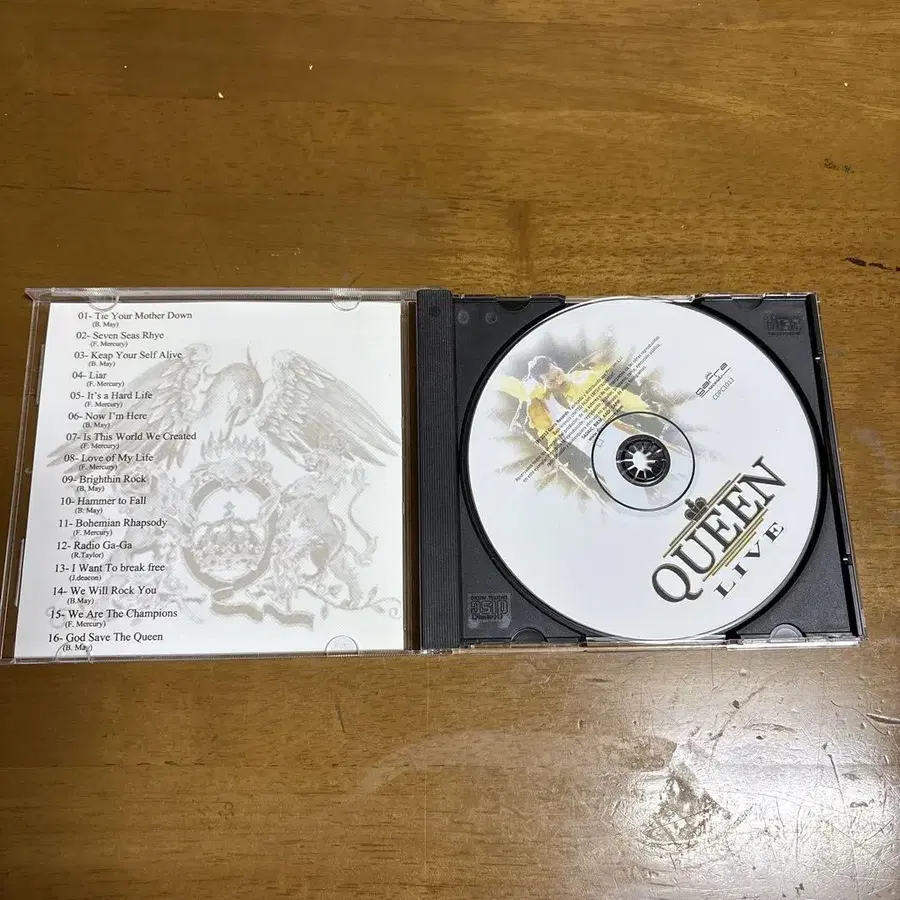 01- Tie Your Mother Down
(B. May)
02- Seven Seas Rhye
(F. Mercury)
03- Keap Your Self Alive
(B. May)
04- Liar
(F. Mercury)
05- It's a Hard Life
(F. Mercury)
06- Now I'm Here
(B. May)
07- Is This World We Created
(F. Mercury)
08- Love of My Life
(F. Mercury)
09- Brighthin Rock
(B. May)
10- Hammer to Fall
(B. May)
11- Bohemian Rhapsody
(F. Mercury)
12- Radio Ga-Ga
(R.Taylor)
13- I Want To break free
(J.deacon)
14- We Will Rock You
(B.May)
15- We Are The Champions
(F. Mercury)
16- God Save The Queen
(B. May)
QUEEN
LIVE